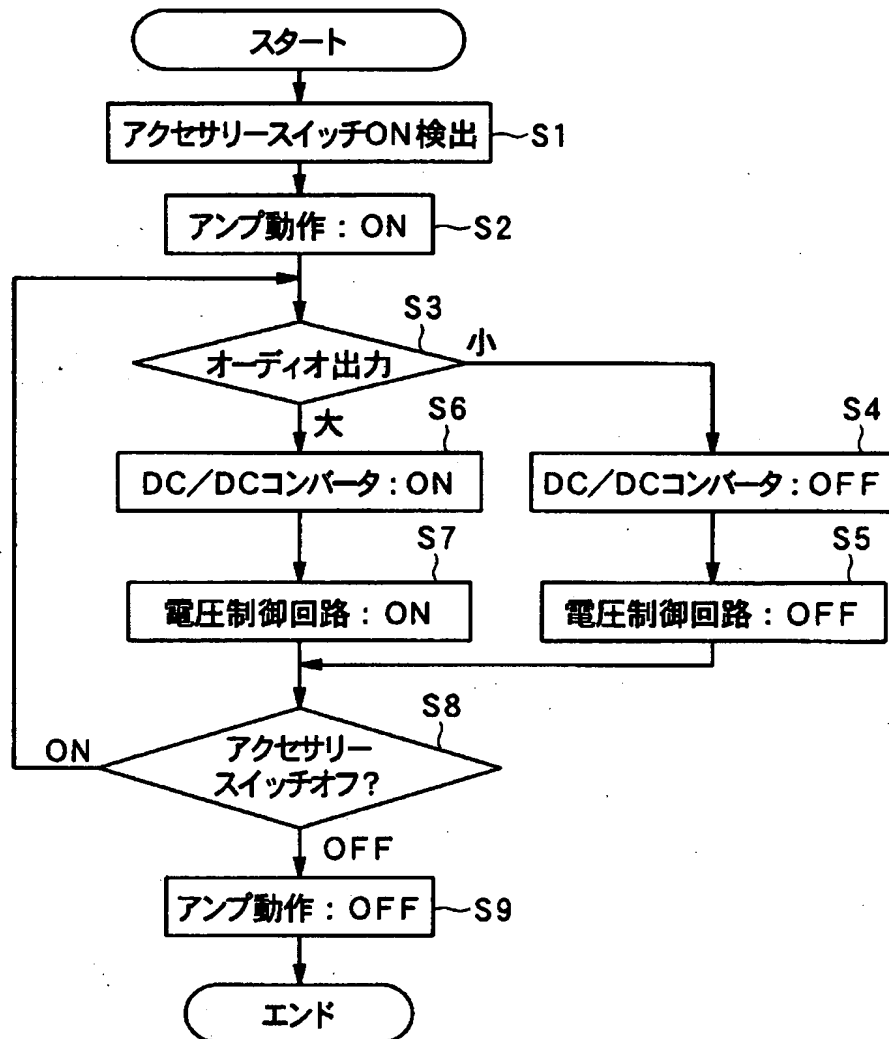 スタート
アクセサリースイッチON検出
S1
アンプ動作：ON
S2
S3
オーディオ出力
小
大
S6
DC／DCコンバータ：ON
S4
DC／DCコンバータ：OFF
S7
電圧制御回路：ON
S5
電圧制御回路：OFF
S8
アクセサリー
スイッチオフ？
ON
OFF
アンプ動作：OFF
S9
エンド